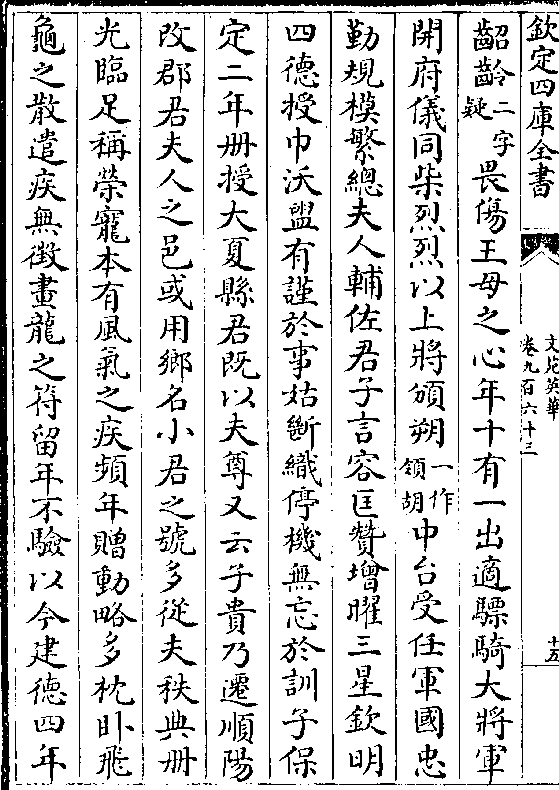 欽定四庫全書
文苑英華
卷九百六十三
十五
齠齡二字疑畏傷王母之心年十有一出適驃騎大將軍
開府儀同柴烈烈以上將頒朔一作領胡中台受任軍國忠
勤規模繁總夫人輔佐君子言容匡贊增曜三星欽明
四德授巾沃盥有謹於事姑斷織停機無忘於訓子保
定二年册授大夏縣君既以夫尊又云子貴乃遷順陽
改郡君夫人之邑或用鄉名小君之號多從夫秩典册
光臨足稱榮寵本有風氣之疾頻年贈動略多枕卧飛
龜之散遣疾無徴畫龍之符留年不驗以今建德四年